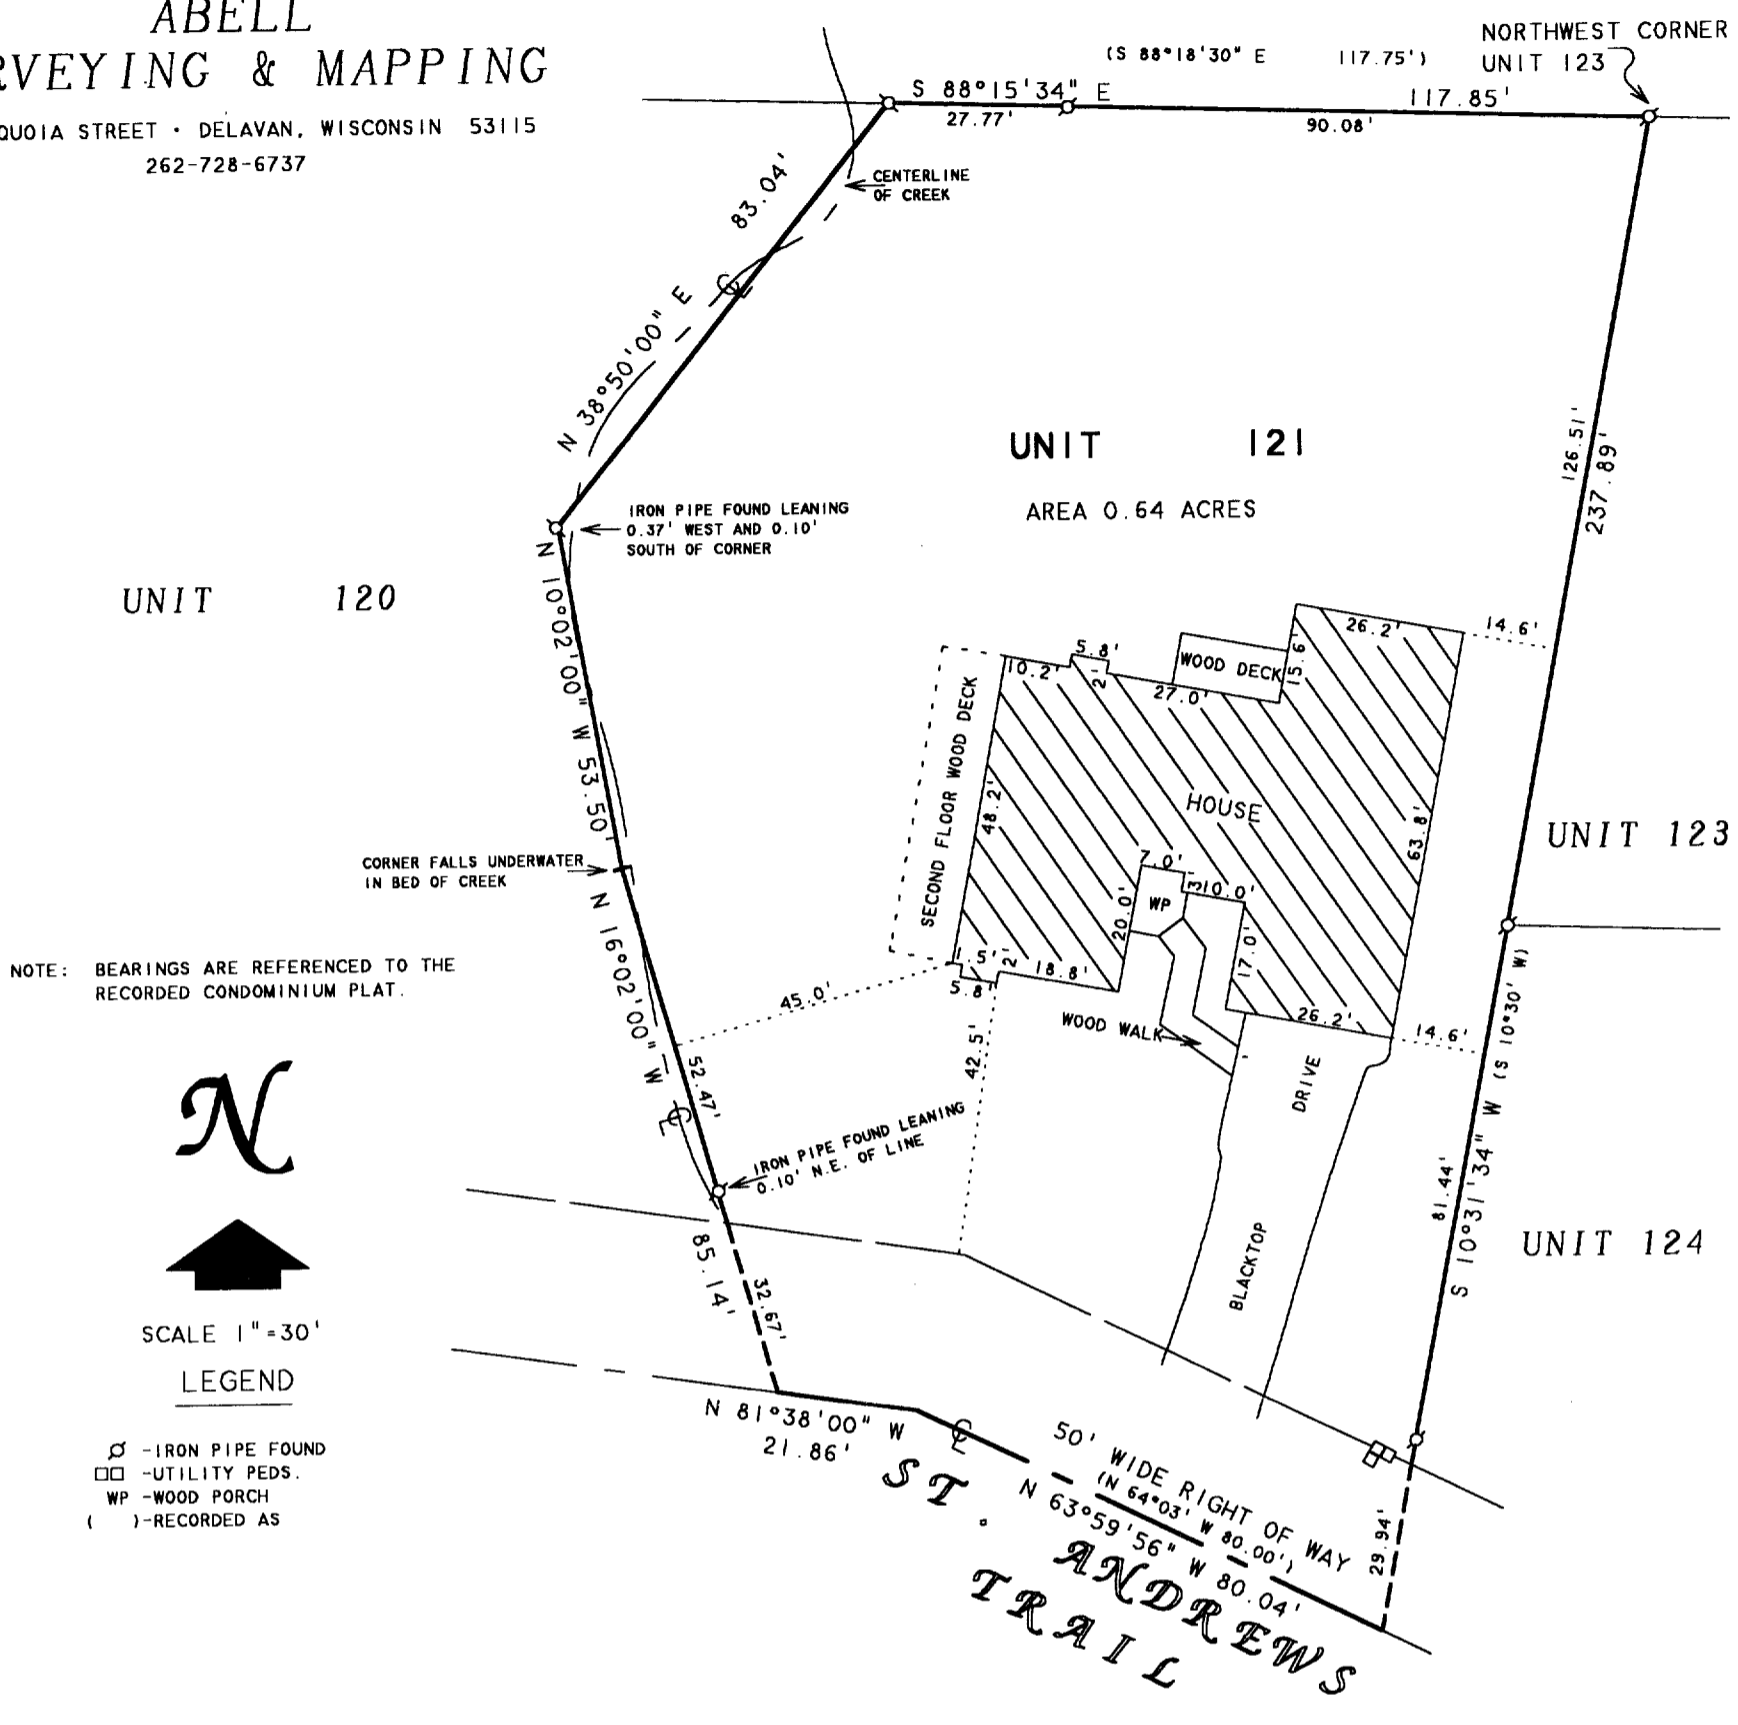 ABELL
RVEYING & MAPPING
QUOIA STREET • DELAVAN, WISCONSIN 53115
262-728-6737
(S 88°18'30" E 117.75')
NORTHWEST CORNER
UNIT 123
S 88°15'34" E
117.85'
27.77'
90.08'
CENTERLINE
OF CREEK
83.04'
N 38°50'00" E
UNIT 121
AREA 0.64 ACRES
126.51'
237.89'
IRON PIPE FOUND LEANING
0.37' WEST AND 0.10'
SOUTH OF CORNER
UNIT 120
N 10°02'00" W 53.50'
26.2'
14.6'
5.8'
10.2'
2'
WOOD DECK
15.6'
27.0'
SECOND FLOOR WOOD DECK
48.2'
HOUSE
63.8'
UNIT 123
CORNER FALLS UNDERWATER
IN BED OF CREEK
7.0'
WP
3'
10.0'
20.0'
17.0'
1.5'
2'
18.8'
5.8'
26.2'
14.6'
NOTE: BEARINGS ARE REFERENCED TO THE
RECORDED CONDOMINIUM PLAT.
N 16°02'00" W
45.0'
WOOD WALK
42.5'
52.47'
DRIVE
BLACKTOP
S 10°31'34" W (S 10°30' W)
81.44'
N
IRON PIPE FOUND LEANING
0.10' N.E. OF LINE
UNIT 124
85.14'
32.67'
SCALE 1"=30'
LEGEND
-IRON PIPE FOUND
-UTILITY PEDS.
WP -WOOD PORCH
( )-RECORDED AS
N 81°38'00" W
21.86'
50' WIDE RIGHT OF WAY
(N 64°03' W 80.00')
N 63°59'56" W 80.04'
29.94'
ST. ANDREWS
TRAIL